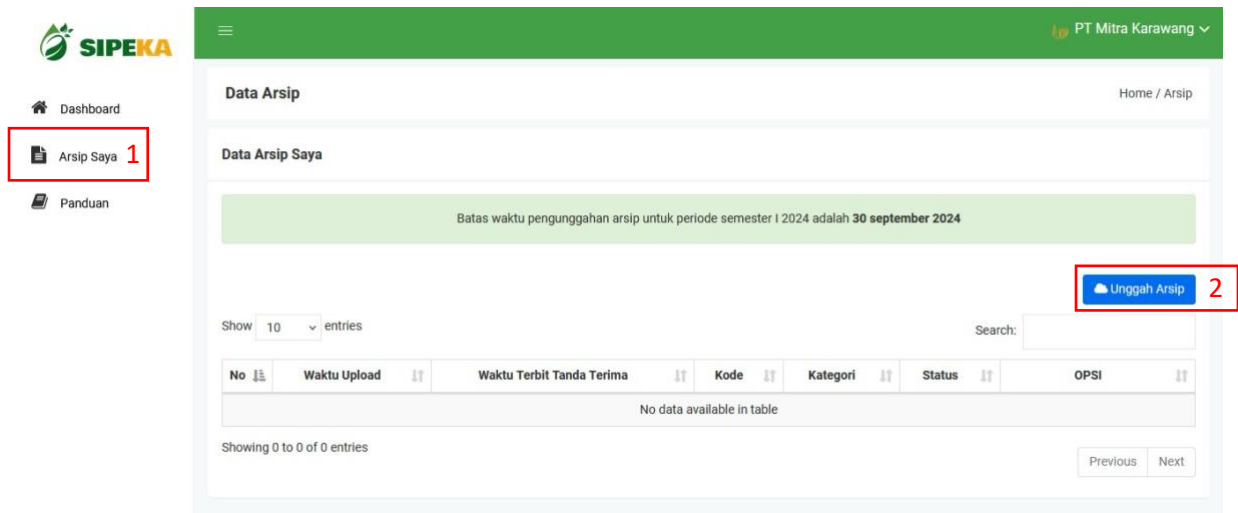 SIPEKA
PT Mitra Karawang
Dashboard
Arsip Saya 1
Panduan
Data Arsip
Home / Arsip
Data Arsip Saya
Batas waktu pengunggahan arsip untuk periode semester I 2024 adalah 30 september 2024
Unggah Arsip 2
Show 10 entries
Search:
No Waktu Upload Waktu Terbit Tanda Terima Kode Kategori Status OPSI
No data available in table
Showing 0 to 0 of 0 entries
Previous Next